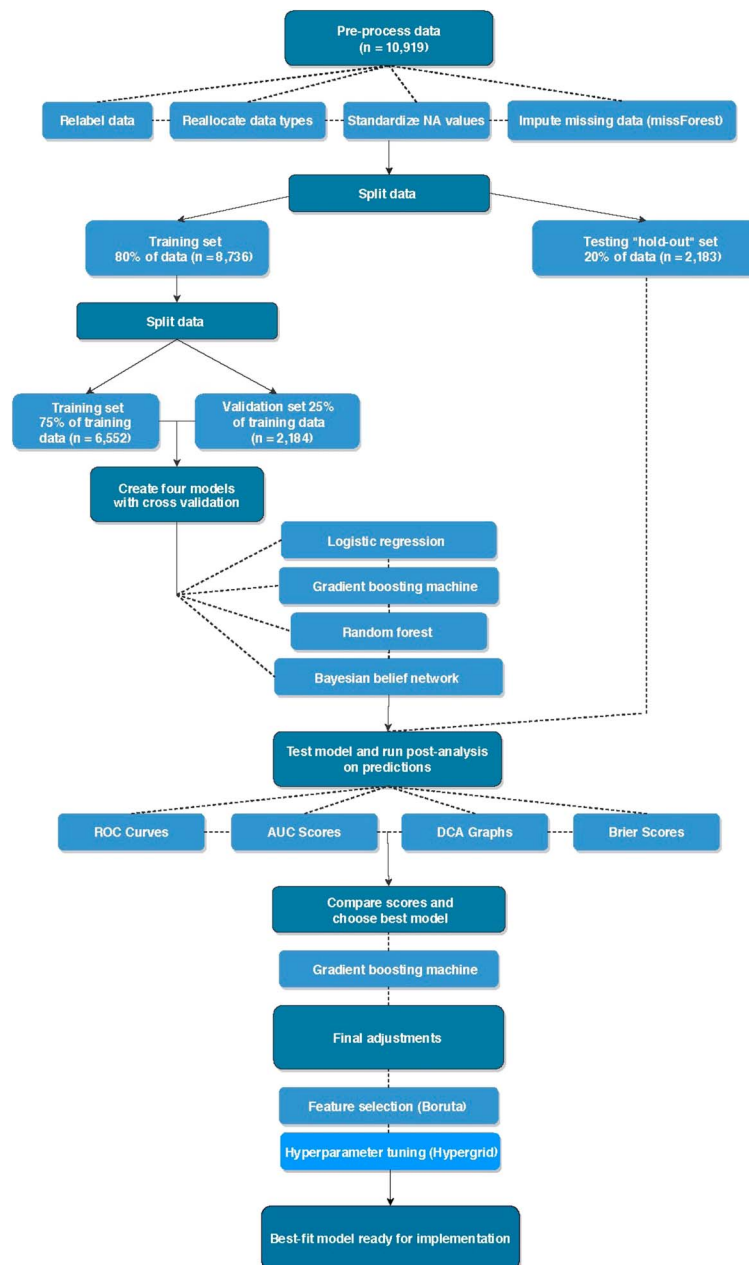 Pre-process data
(n = 10,919)
Relabel data
Reallocate data types
Standardize NA values
Impute missing data (missForest)
Split data
Training set
80% of data (n = 8,736)
Testing "hold-out" set
20% of data (n = 2,183)
Split data
Training set
75% of training
data (n = 6,552)
Validation set 25%
of training data
(n = 2,184)
Create four models
with cross validation
Logistic regression
Gradient boosting machine
Random forest
Bayesian belief network
Test model and run post-analysis
on predictions
ROC Curves
AUC Scores
DCA Graphs
Brier Scores
Compare scores and
choose best model
Gradient boosting machine
Final adjustments
Feature selection (Boruta)
Hyperparameter tuning (Hypergrid)
Best-fit model ready for implementation